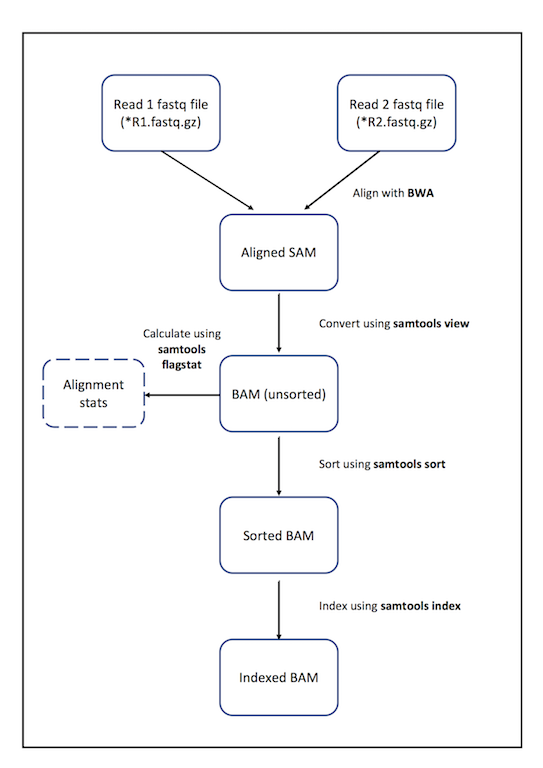 Read 1 fastq file
(*R1.fastq.gz)
Read 2 fastq file
(*R2.fastq.gz)
Align with BWA
Aligned SAM
Convert using samtools view
Calculate using
samtools
flagstat
Alignment
stats
BAM (unsorted)
Sort using samtools sort
Sorted BAM
Index using samtools index
Indexed BAM